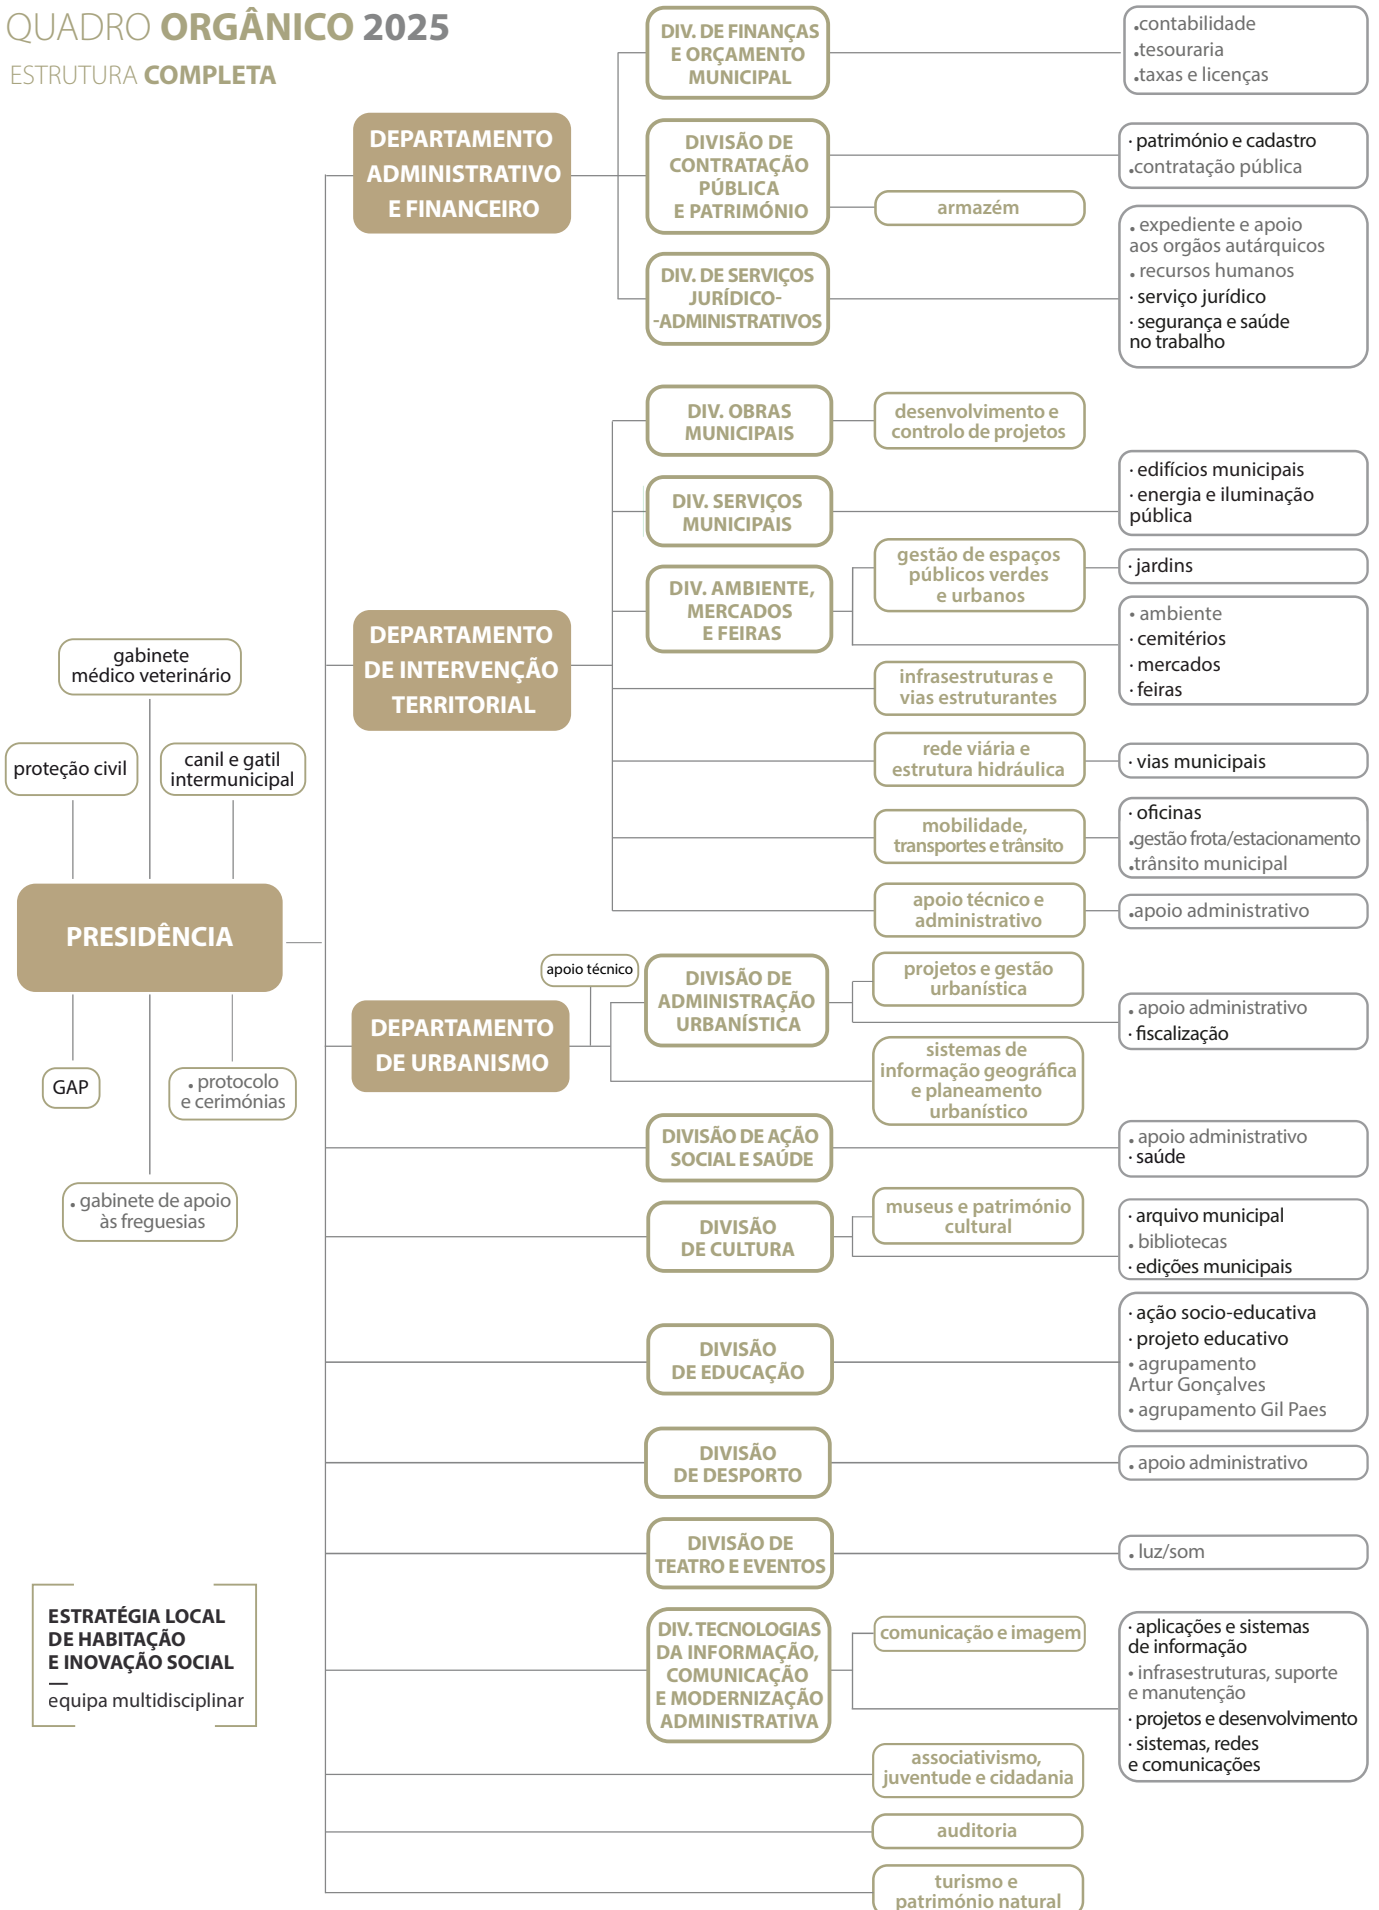 QUADRO ORGÂNICO 2025
ESTRUTURA COMPLETA
DEPARTAMENTO
ADMINISTRATIVO
E FINANCEIRO
DIV. DE FINANÇAS
E ORÇAMENTO
MUNICIPAL
.contabilidade
.tesouraria
.taxas e licenças
DIVISÃO DE
CONTRATAÇÃO
PÚBLICA
E PATRIMÓNIO
armazém
· património e cadastro
.contratação pública
DIV. DE SERVIÇOS
JURÍDICO-
-ADMINISTRATIVOS
. expediente e apoio
aos orgãos autárquicos
. recursos humanos
· serviço jurídico
· segurança e saúde
no trabalho
DEPARTAMENTO
DE INTERVENÇÃO
TERRITORIAL
DIV. OBRAS
MUNICIPAIS
desenvolvimento e
controlo de projetos
DIV. SERVIÇOS
MUNICIPAIS
· edifícios municipais
· energia e iluminação
pública
DIV. AMBIENTE,
MERCADOS
E FEIRAS
gestão de espaços
públicos verdes
e urbanos
· jardins
• ambiente
· cemitérios
· mercados
· feiras
infrasestruturas e
vias estruturantes
rede viária e
estrutura hidráulica
· vias municipais
mobilidade,
transportes e trânsito
· oficinas
.gestão frota/estacionamento
.trânsito municipal
apoio técnico e
administrativo
.apoio administrativo
gabinete
médico veterinário
proteção civil
canil e gatil
intermunicipal
PRESIDÊNCIA
GAP
. protocolo
e cerimónias
. gabinete de apoio
às freguesias
DEPARTAMENTO
DE URBANISMO
apoio técnico
DIVISÃO DE
ADMINISTRAÇÃO
URBANÍSTICA
projetos e gestão
urbanística
. apoio administrativo
· fiscalização
sistemas de
informação geográfica
e planeamento
urbanístico
DIVISÃO DE AÇÃO
SOCIAL E SAÚDE
. apoio administrativo
· saúde
DIVISÃO
DE CULTURA
museus e património
cultural
· arquivo municipal
. bibliotecas
· edições municipais
DIVISÃO
DE EDUCAÇÃO
· ação socio-educativa
· projeto educativo
• agrupamento
Artur Gonçalves
• agrupamento Gil Paes
DIVISÃO
DE DESPORTO
. apoio administrativo
DIVISÃO DE
TEATRO E EVENTOS
. luz/som
DIV. TECNOLOGIAS
DA INFORMAÇÃO,
COMUNICAÇÃO
E MODERNIZAÇÃO
ADMINISTRATIVA
comunicação e imagem
· aplicações e sistemas
de informação
• infrasestruturas, suporte
e manutenção
· projetos e desenvolvimento
· sistemas, redes
e comunicações
associativismo,
juventude e cidadania
auditoria
turismo e
património natural
ESTRATÉGIA LOCAL
DE HABITAÇÃO
E INOVAÇÃO SOCIAL
—
equipa multidisciplinar